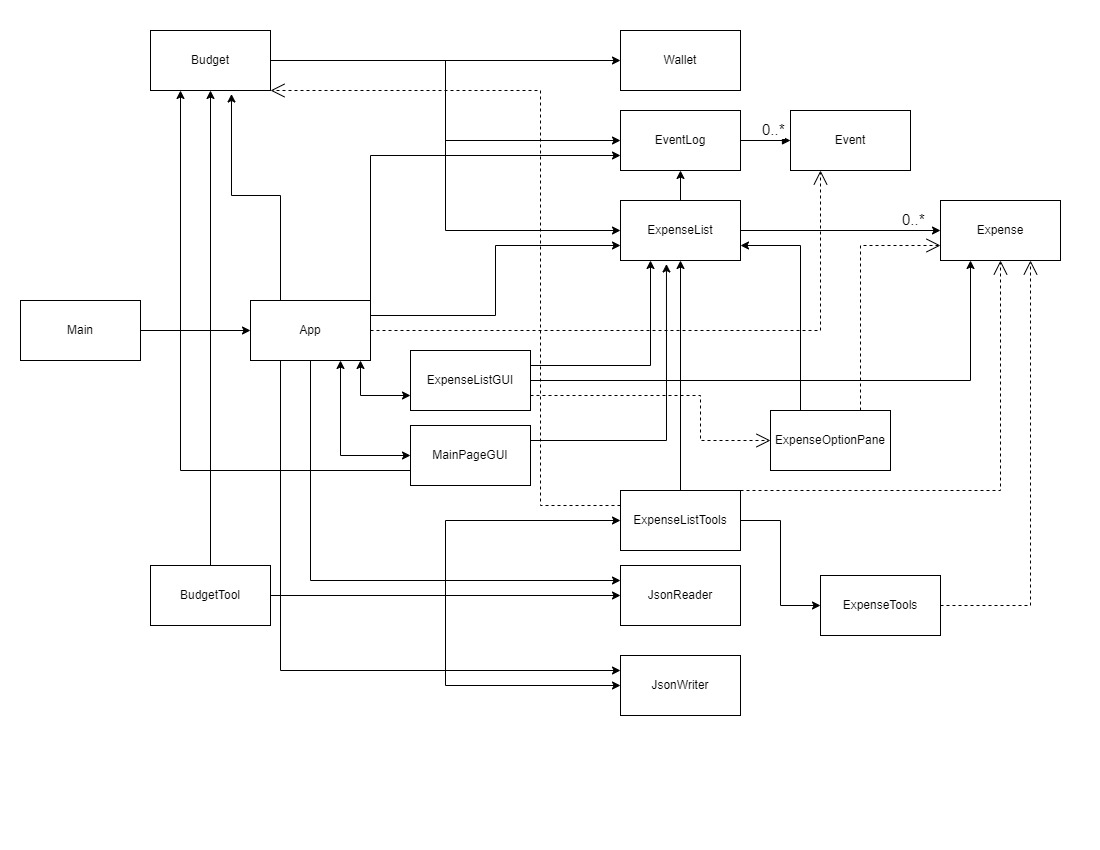 Budget
Wallet
EventLog
0..*
Event
ExpenseList
0..*
Expense
Main
App
ExpenseListGUI
ExpenseOptionPane
MainPageGUI
ExpenseListTools
BudgetTool
JsonReader
ExpenseTools
JsonWriter